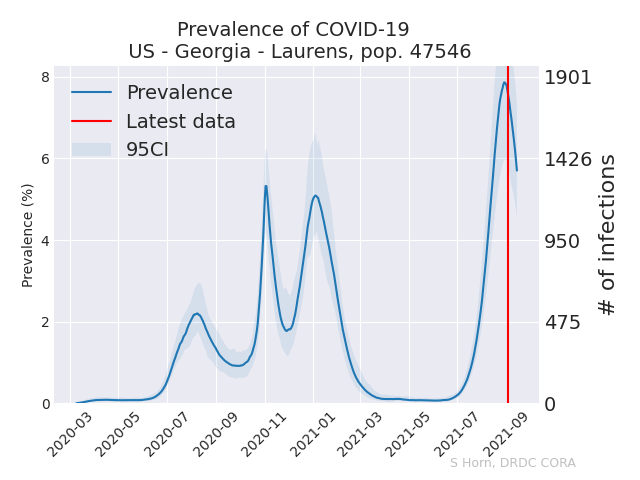 Prevalence of COVID-19
US - Georgia - Laurens, pop. 47546
Prevalence
Latest data
95CI
Prevalence (%)
8
6
4
2
0
1901
1426
950
475
0
# of infections
2020-03
2020-05
2020-07
2020-09
2020-11
2021-01
2021-03
2021-05
2021-07
2021-09
S Horn, DRDC CORA